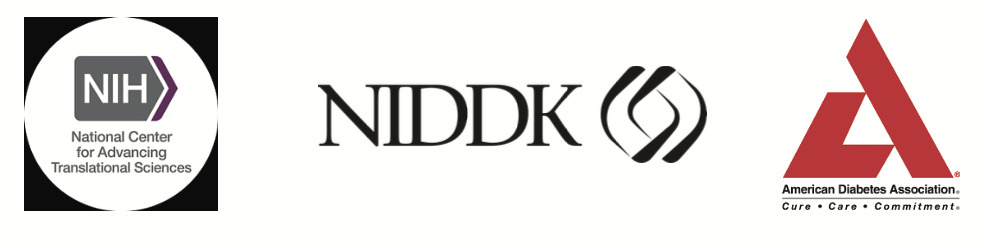 NIH
National Center
for Advancing
Translational Sciences
NIDDK
American Diabetes Association®
Cure • Care • Commitment®